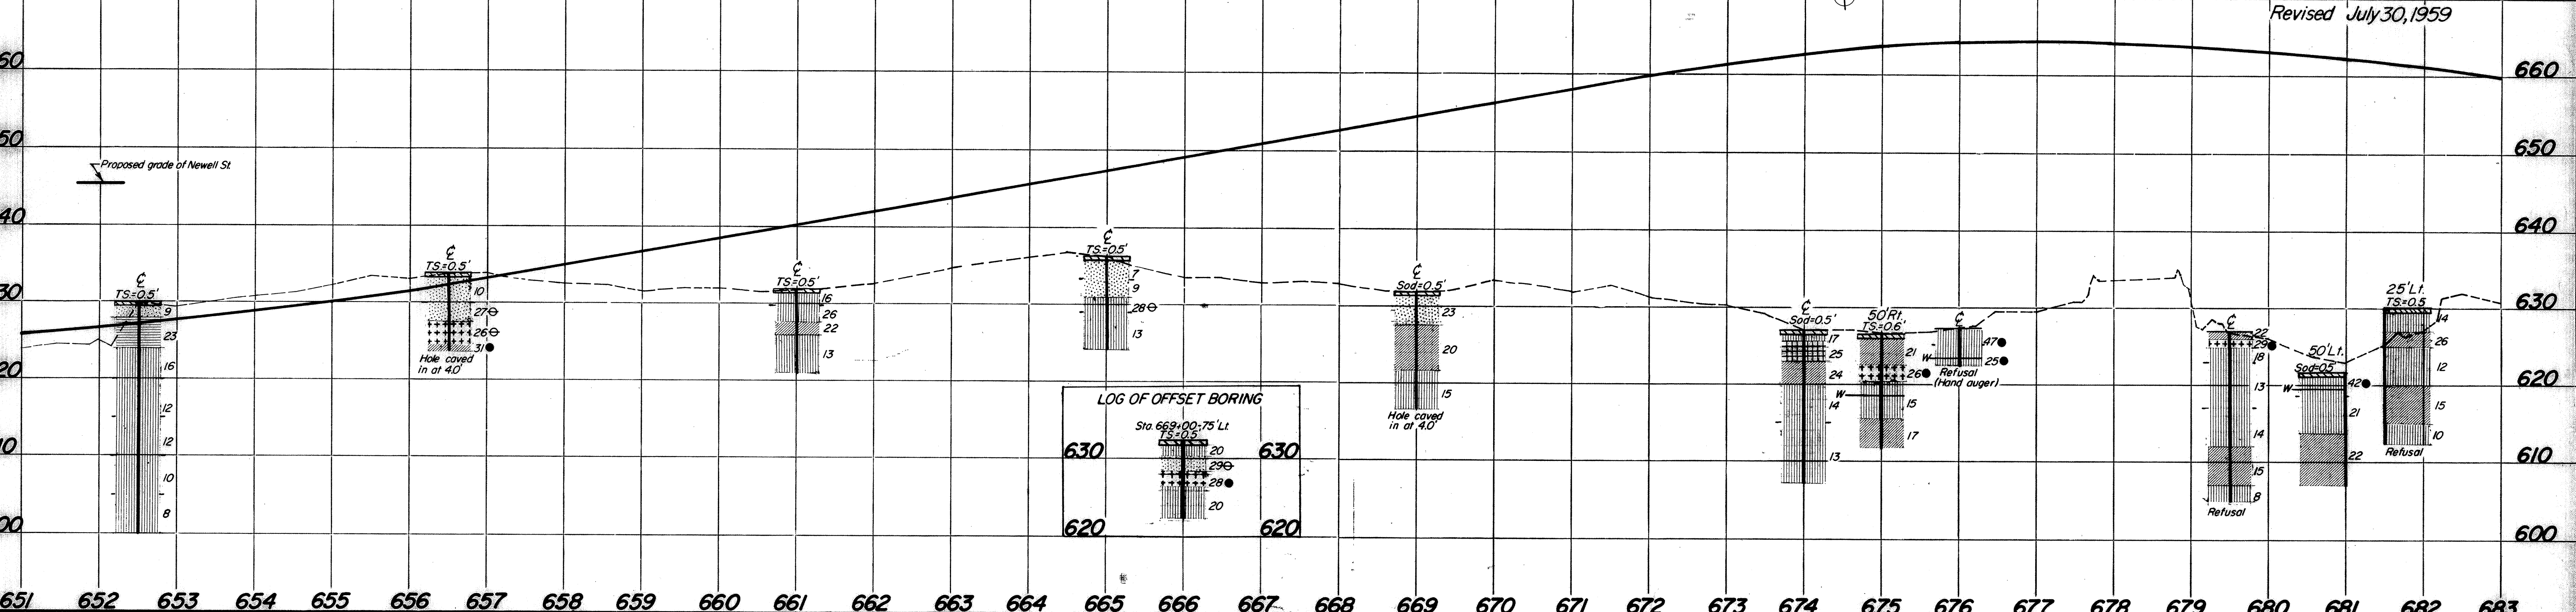 Revised July 30, 1959
60
660
50
650
Proposed grade of Newell St.
40
640
℄
TS.=0.5'
9
23
16
12
12
10
8
℄
TS.=0.5'
10
27⊖
26⊖
31●
Hole caved
in at 4.0'
℄
TS=0.5'
16
26
22
13
℄
TS.=0.5'
7
9
28⊖
13
℄
Sod=0.5'
23
20
15
Hole caved
in at 4.0'
℄
Sod=0.5'
17
25
24
14
13
50'Rt.
TS.=0.6'
21
26●
W
15
17
℄
47●
W
25●
Refusal
(Hand auger)
℄
22
29●
18
13
14
15
8
Refusal
50'Lt.
Sod=0.5
42●
W
21
22
25'Lt.
TS.=0.5
14
26
12
15
10
Refusal
30
630
20
620
10
610
00
600
LOG OF OFFSET BORING
Sta. 669+00-75'Lt.
TS=0.5'
630
630
20
29⊖
28●
20
620
620
651 652 653 654 655 656 657 658 659 660 661 662 663 664 665 666 667 668 669 670 671 672 673 674 675 676 677 678 679 680 681 682 683